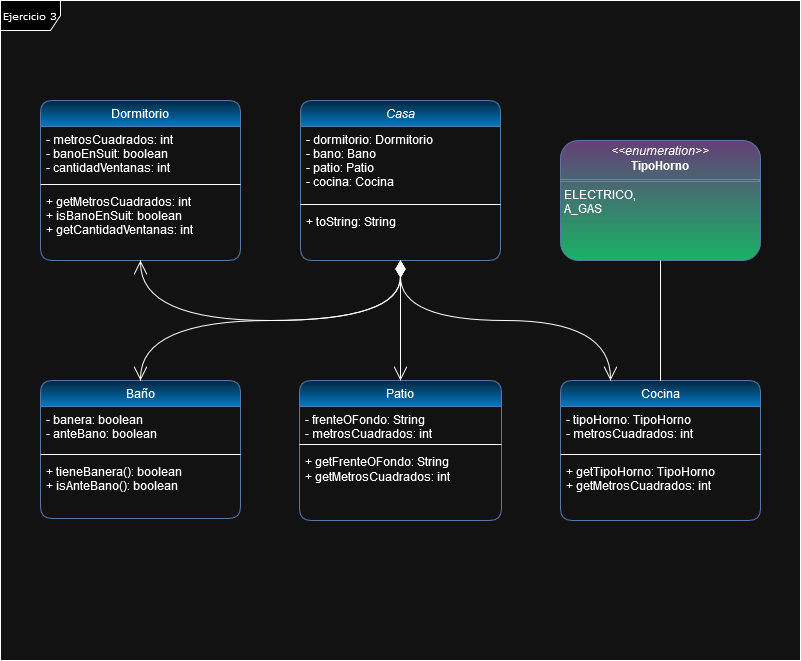 Ejercicio 3
Dormitorio
- metrosCuadrados: int
- banoEnSuit: boolean
- cantidadVentanas: int
+ getMetrosCuadrados: int
+ isBanoEnSuit: boolean
+ getCantidadVentanas: int
Casa
- dormitorio: Dormitorio
- bano: Bano
- patio: Patio
- cocina: Cocina
+ toString: String
<<enumeration>>
TipoHorno
ELECTRICO,
A_GAS
Baño
- banera: boolean
- anteBano: boolean
+ tieneBanera(): boolean
+ isAnteBano(): boolean
Patio
- frenteOFondo: String
- metrosCuadrados: int
+ getFrenteOFondo: String
+ getMetrosCuadrados: int
Cocina
- tipoHorno: TipoHorno
- metrosCuadrados: int
+ getTipoHorno: TipoHorno
+ getMetrosCuadrados: int